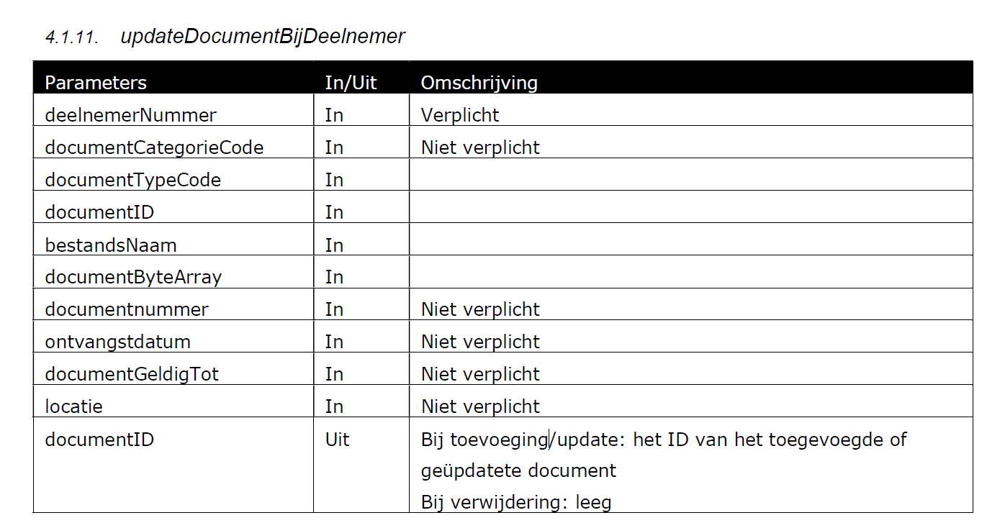 4.1.11. updateDocumentBijDeelnemer
Parameters In/Uit Omschrijving
deelnemerNummer In Verplicht
documentCategorieCode In Niet verplicht
documentTypeCode In
documentID In
bestandsNaam In
documentByteArray In
documentnummer In Niet verplicht
ontvangstdatum In Niet verplicht
documentGeldigTot In Niet verplicht
locatie In Niet verplicht
documentID Uit Bij toevoeging/update: het ID van het toegevoegde of
geüpdatete document
Bij verwijdering: leeg